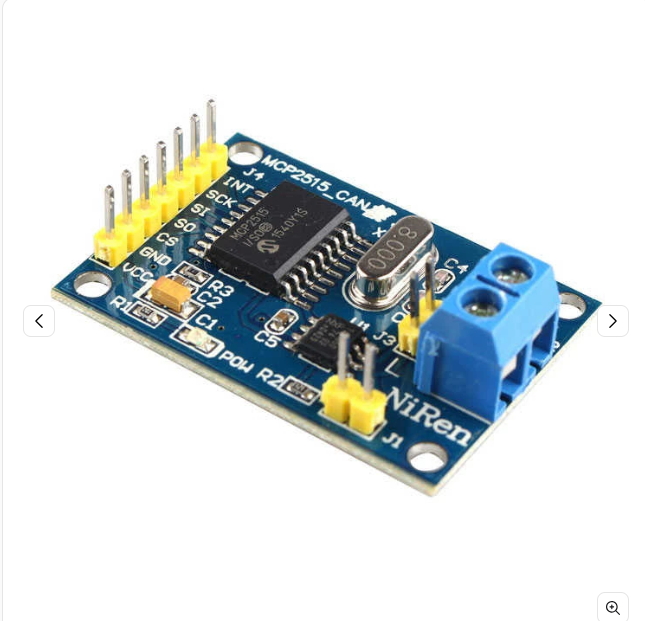 MCP2515_CAN
J4
INT
SCK
SI
SO
CS
GND
VCC
MCP2515
I/SO
1540Y1S
8.000
C4
R3
C2
R1
C1
C5
POW
R2
J3
L
NiRen
J1